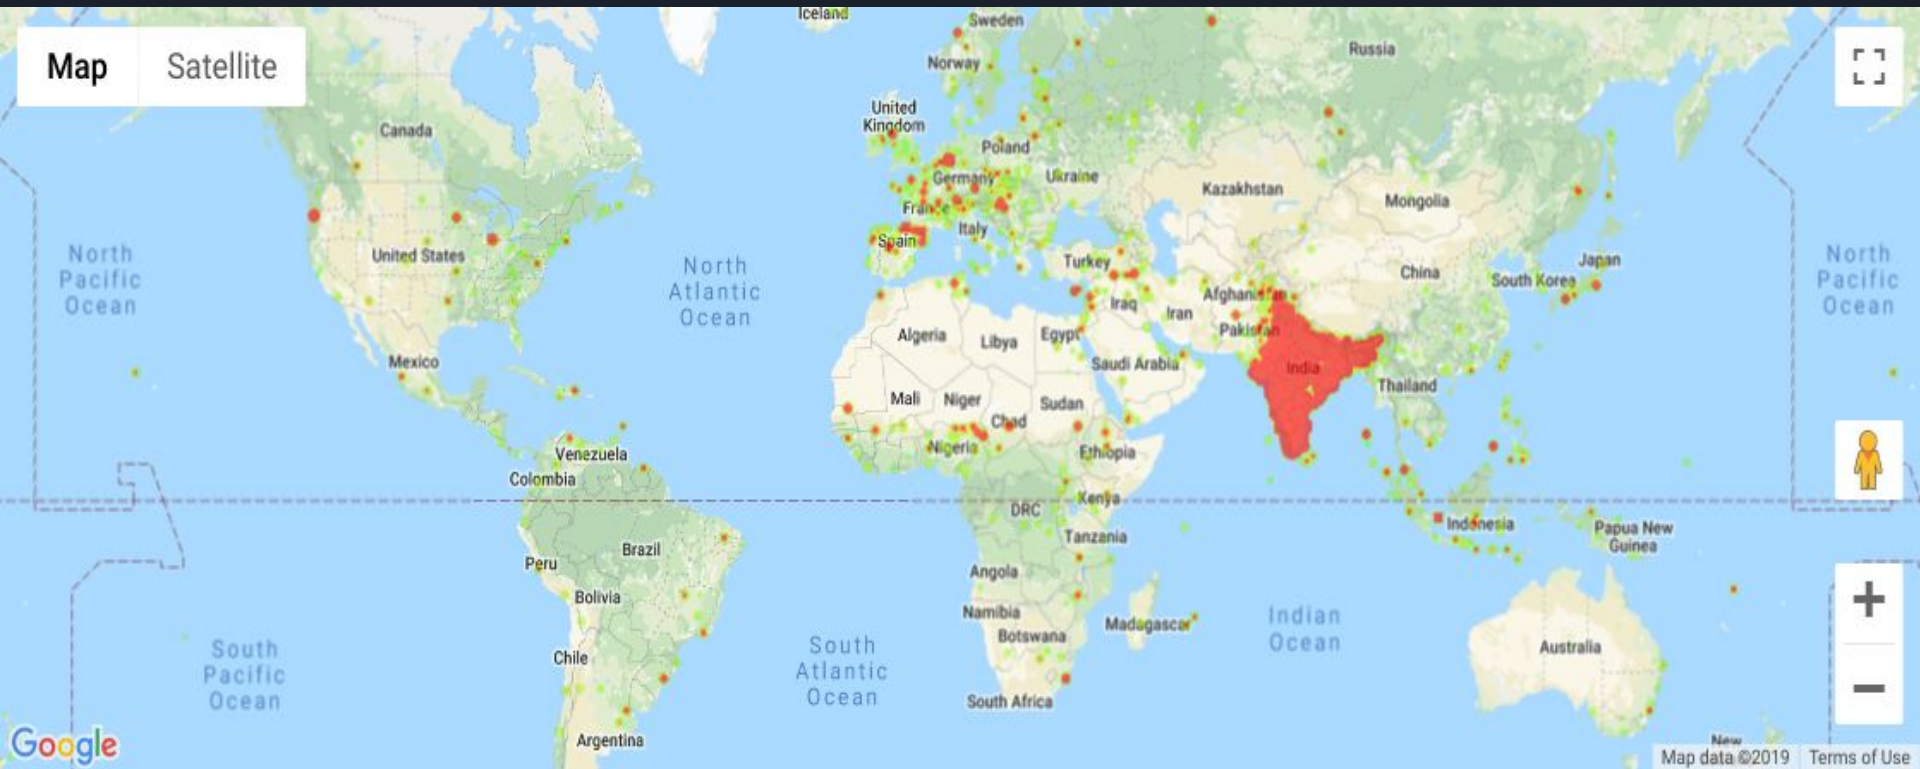 Iceland
Sweden
Map Satellite
Russia
Norway
United
Kingdom
Canada
Poland
Germany
Ukraine
Kazakhstan
Mongolia
France
Italy
Spain
United States
North
Pacific
Ocean
North
Atlantic
Ocean
Turkey
China
Japan
South Korea
North
Pacific
Ocean
Afghanistan
Iraq
Iran
Pakistan
Algeria
Libya
Egypt
Saudi Arabia
India
Mexico
Thailand
Mali
Niger
Sudan
Chad
Nigeria
Ethiopia
Venezuela
Colombia
Kenya
DRC
Indonesia
Papua New
Guinea
Tanzania
Brazil
Peru
Angola
Bolivia
Namibia
Madagascar
Botswana
Indian
Ocean
South
Pacific
Ocean
South
Atlantic
Ocean
Chile
Australia
South Africa
Argentina
Google
New
Map data ©2019 Terms of Use